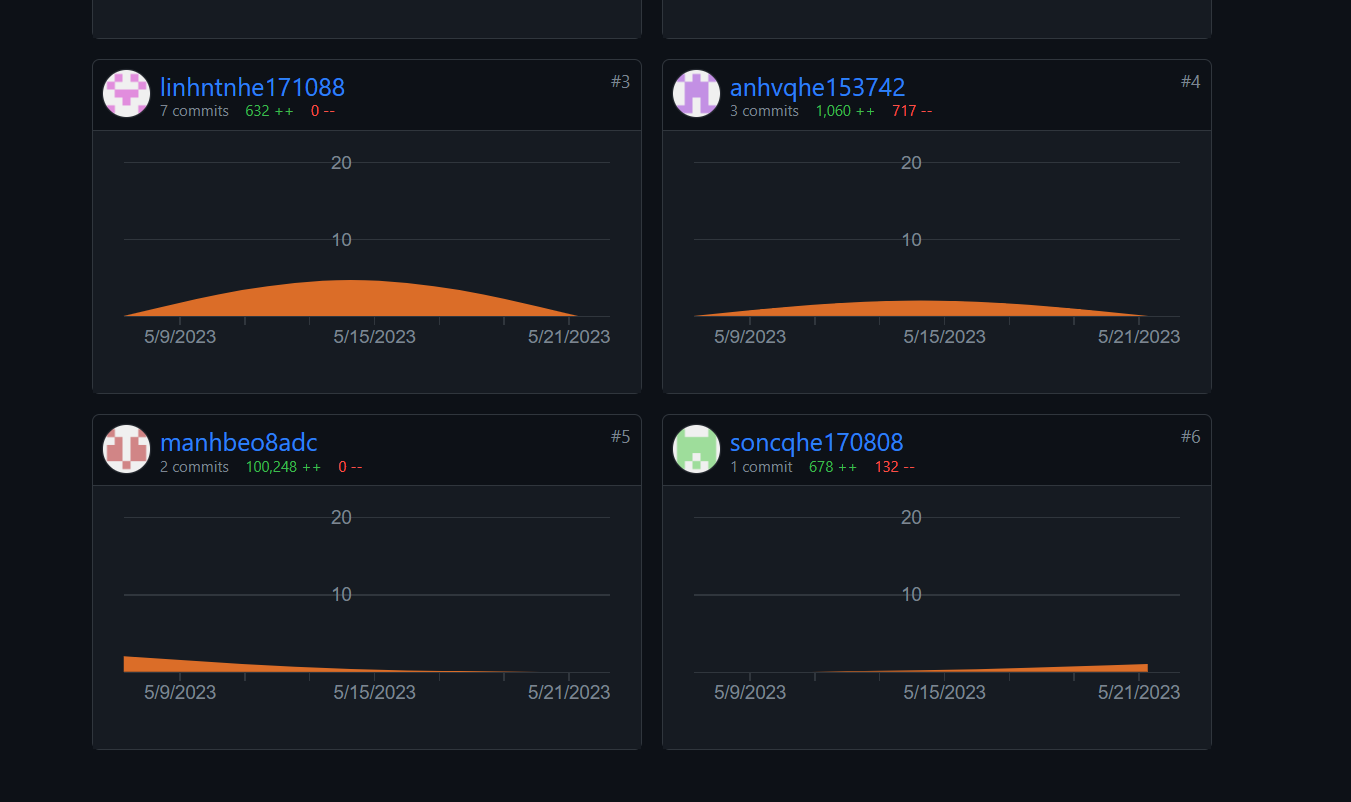 linhntnhe171088 #3
7 commits 632 ++ 0 --
20
10
5/9/2023 5/15/2023 5/21/2023
anhvqhe153742 #4
3 commits 1,060 ++ 717 --
20
10
5/9/2023 5/15/2023 5/21/2023
manhbeo8adc #5
2 commits 100,248 ++ 0 --
20
10
5/9/2023 5/15/2023 5/21/2023
soncqhe170808 #6
1 commit 678 ++ 132 --
20
10
5/9/2023 5/15/2023 5/21/2023